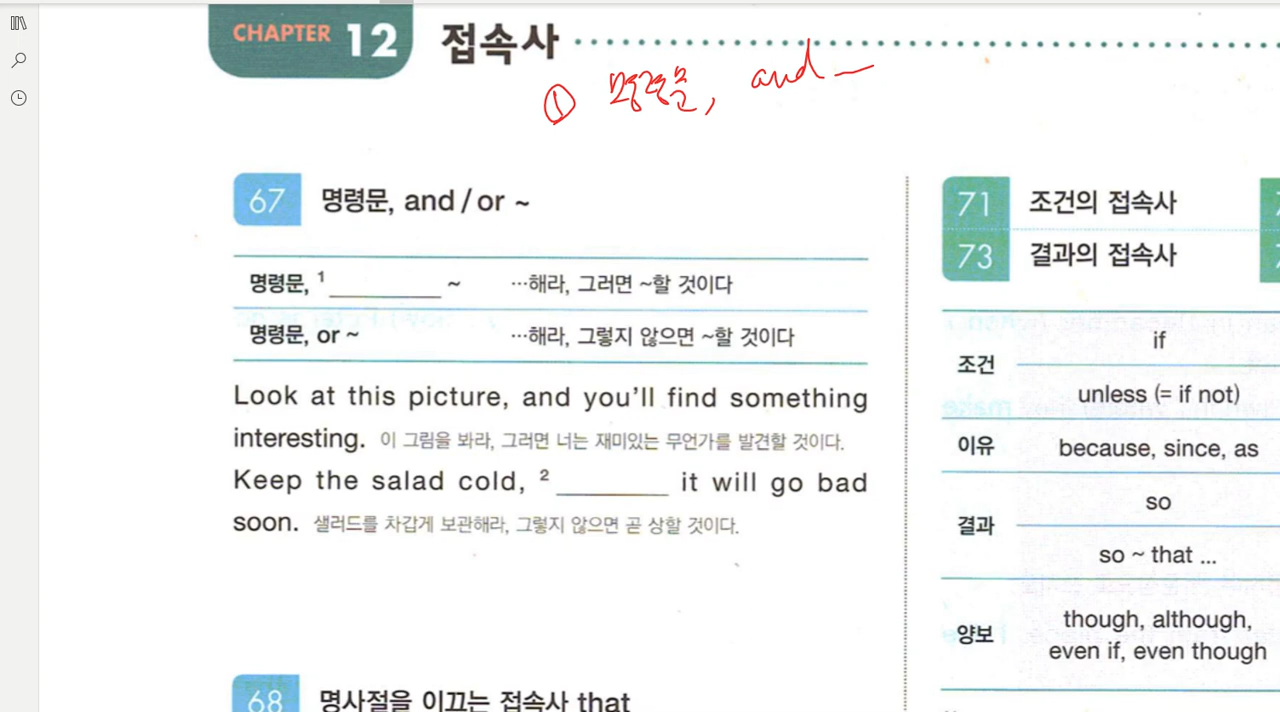 CHAPTER 12 접속사
① 명령문, and ~
67 명령문, and / or ~
명령문, ¹ ________ ~ …해라, 그러면 ~할 것이다
명령문, or ~ …해라, 그렇지 않으면 ~할 것이다
Look at this picture, and you'll find something
interesting. 이 그림을 봐라, 그러면 너는 재미있는 무언가를 발견할 것이다.
Keep the salad cold, ² ________ it will go bad
soon. 샐러드를 차갑게 보관해라, 그렇지 않으면 곧 상할 것이다.
68 명사절을 이끄는 접속사 that
71 조건의 접속사
73 결과의 접속사
조건
if
unless (= if not)
이유 because, since, as
결과
so
so ~ that ...
양보
though, although,
even if, even though